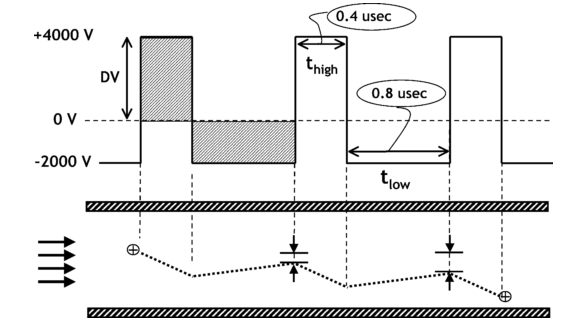 0.4 usec
+4000 V
DV
t_high
0.8 usec
0 V
-2000 V
t_low